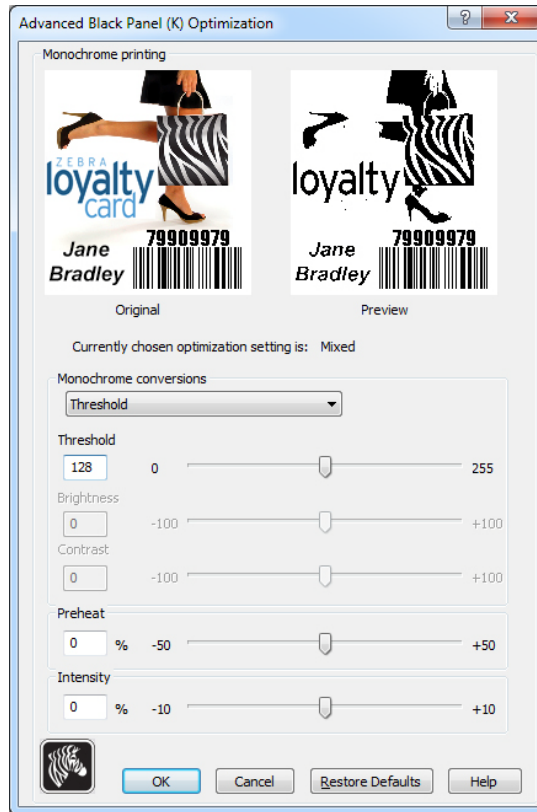 Advanced Black Panel (K) Optimization
?
Monochrome printing
ZEBRA
loyalty
card
79909979
Jane
Bradley
loyalty
79909979
Jane
Bradley
Original Preview
Currently chosen optimization setting is: Mixed
Monochrome conversions
Threshold
Threshold
128 0 255
Brightness
0 -100 +100
Contrast
0 -100 +100
Preheat
0 % -50 +50
Intensity
0 % -10 +10
OK Cancel Restore Defaults Help